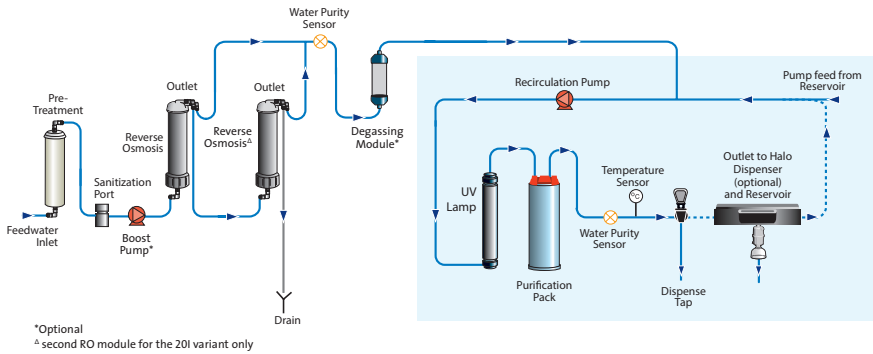 Water Purity
Sensor
Pre-
Treatment
Outlet
Outlet
Reverse
Osmosis
Reverse
OsmosisΔ
Degassing
Module*
Sanitization
Port
Feedwater
Inlet
Boost
Pump*
Drain
Recirculation Pump
Pump feed from
Reservoir
UV
Lamp
Purification
Pack
Temperature
Sensor
°C
Water Purity
Sensor
Outlet to Halo
Dispenser
(optional)
and Reservoir
Dispense
Tap
*Optional
Δ second RO module for the 20I variant only